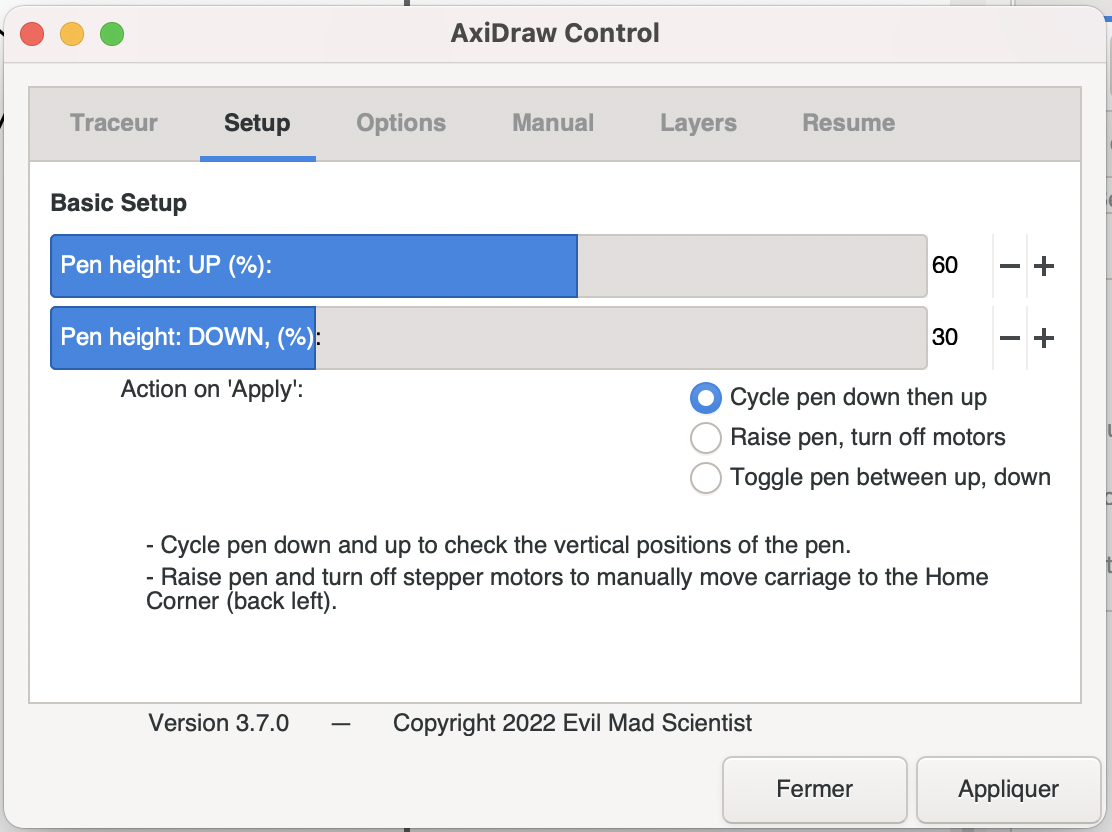 AxiDraw Control
Traceur Setup Options Manual Layers Resume
Basic Setup
Pen height: UP (%): 60
Pen height: DOWN, (%): 30
Action on 'Apply':
Cycle pen down then up
Raise pen, turn off motors
Toggle pen between up, down
- Cycle pen down and up to check the vertical positions of the pen.
- Raise pen and turn off stepper motors to manually move carriage to the Home
Corner (back left).
Version 3.7.0 — Copyright 2022 Evil Mad Scientist
Fermer Appliquer